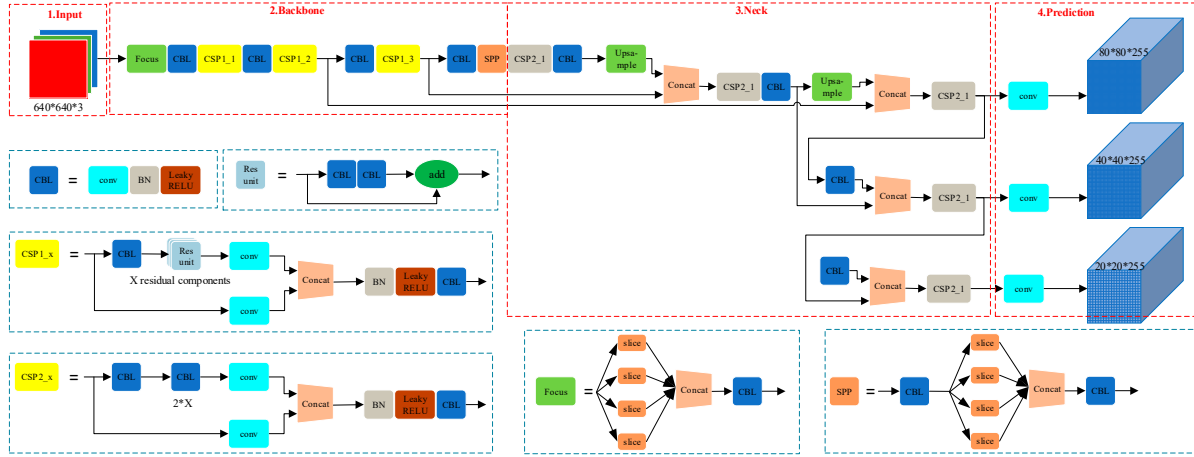 1.Input
2.Backbone
3.Neck
4.Prediction
640*640*3
Focus
CBL
CSP1_1
CBL
CSP1_2
CBL
CSP1_3
CBL
SPP
CSP2_1
CBL
Upsa-
mple
Concat
CSP2_1
CBL
Upsa-
mple
Concat
CSP2_1
conv
80*80*255
CBL
Concat
CSP2_1
conv
40*40*255
CBL
Concat
CSP2_1
conv
20*20*255
CBL
=
conv
BN
Leaky
RELU
Res
unit
=
CBL
CBL
add
CSP1_x
=
CBL
Res
unit
conv
X residual components
conv
Concat
BN
Leaky
RELU
CBL
CSP2_x
=
CBL
CBL
conv
2*X
conv
Concat
BN
Leaky
RELU
CBL
Focus
=
slice
slice
slice
slice
Concat
CBL
SPP
=
CBL
slice
slice
slice
slice
Concat
CBL